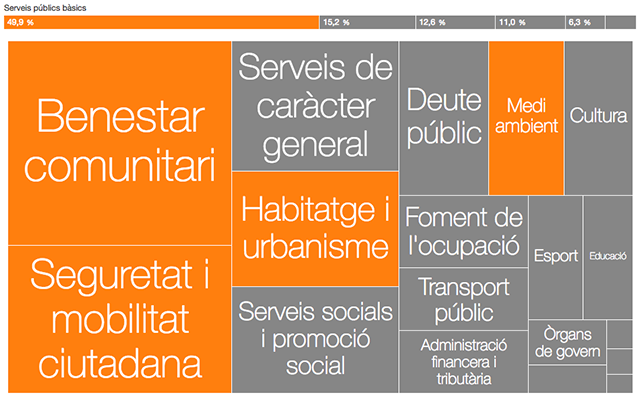 Serveis públics bàsics
49,9 %
15,2 %
12,6 %
11,0 %
6,3 %
Benestar
comunitari
Seguretat i
mobilitat
ciutadana
Serveis de
caràcter
general
Habitatge i
urbanisme
Serveis socials
i promoció
social
Deute
públic
Medi
ambient
Cultura
Foment de
l'ocupació
Transport
públic
Administració
financera i
tributària
Esport
Educació
Òrgans
de govern